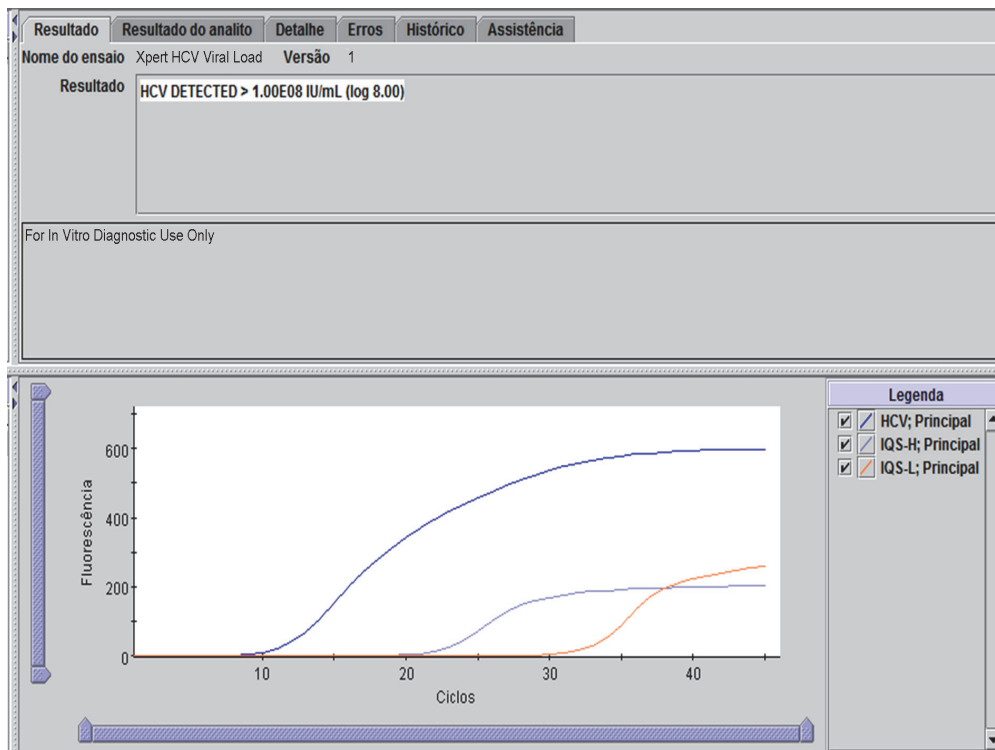 Resultado Resultado do analito Detalhe Erros Histórico Assistência
Nome do ensaio Xpert HCV Viral Load Versão 1
Resultado HCV DETECTED > 1.00E08 IU/mL (log 8.00)
For In Vitro Diagnostic Use Only
Legenda
HCV; Principal
IQS-H; Principal
IQS-L; Principal
Fluorescência
600
400
200
0
10 20 30 40
Ciclos